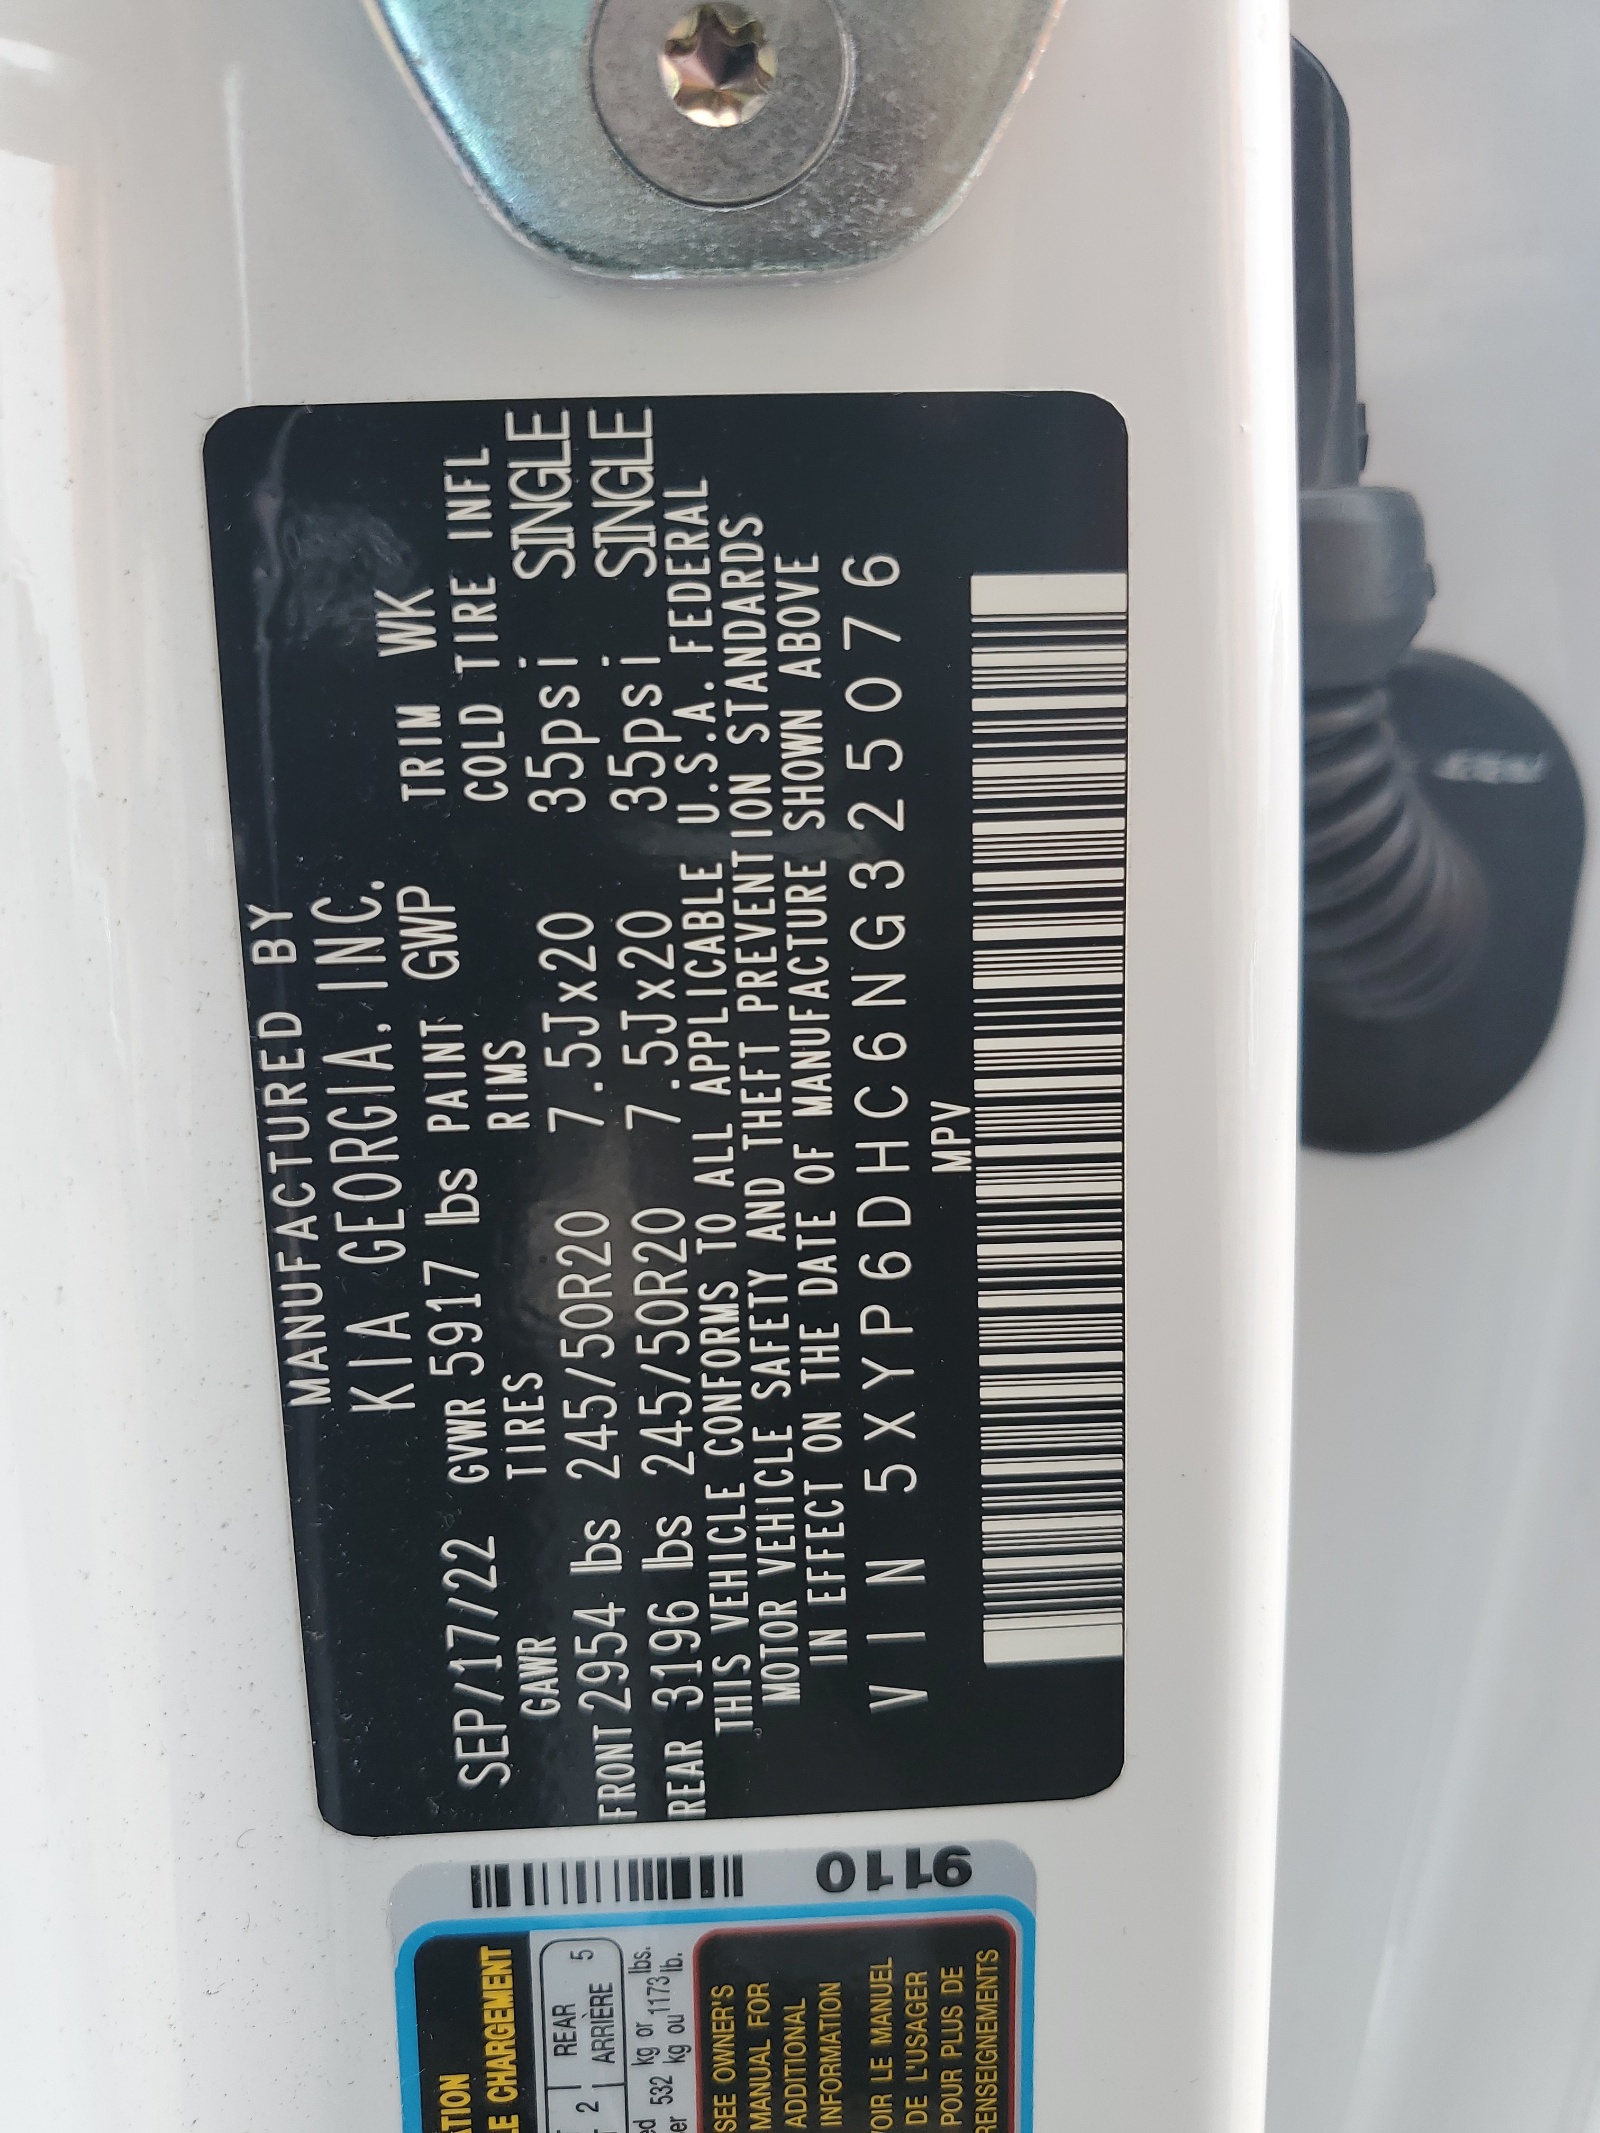 MANUFACTURED BY
KIA GEORGIA, INC.
SEP/17/22 GVWR 5917 lbs PAINT GWP TRIM WK
GAWR TIRES RIMS COLD TIRE INFL
FRONT 2954 lbs 245/50R20 7.5Jx20 35psi SINGLE
REAR 3196 lbs 245/50R20 7.5Jx20 35psi SINGLE
THIS VEHICLE CONFORMS TO ALL APPLICABLE U.S.A. FEDERAL
MOTOR VEHICLE SAFETY AND THEFT PREVENTION STANDARDS
IN EFFECT ON THE DATE OF MANUFACTURE SHOWN ABOVE
VIN 5XYP6DHC6NG325076
MPV
9110
CHARGEMENT
2 REAR 5
ARRIÈRE
532 kg or 1173 lbs.
kg ou lb.
SEE OWNER'S
MANUAL FOR
ADDITIONAL
INFORMATION
VOIR LE MANUEL
DE L'USAGER
POUR PLUS DE
RENSEIGNEMENTS